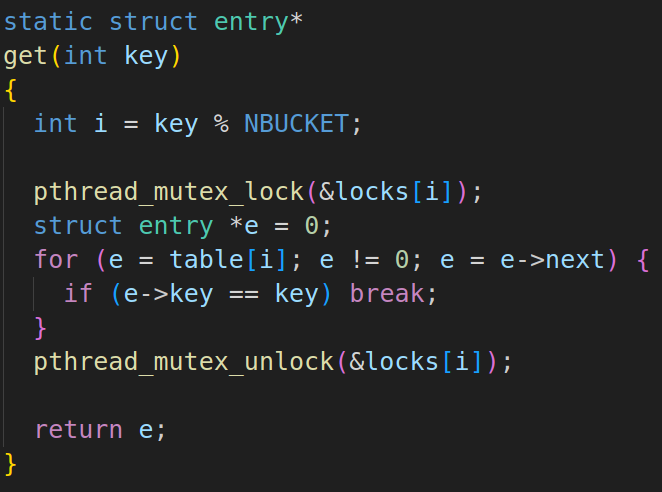 static struct entry*
get(int key)
{
  int i = key % NBUCKET;

  pthread_mutex_lock(&locks[i]);
  struct entry *e = 0;
  for (e = table[i]; e != 0; e = e->next) {
    if (e->key == key) break;
  }
  pthread_mutex_unlock(&locks[i]);

  return e;
}